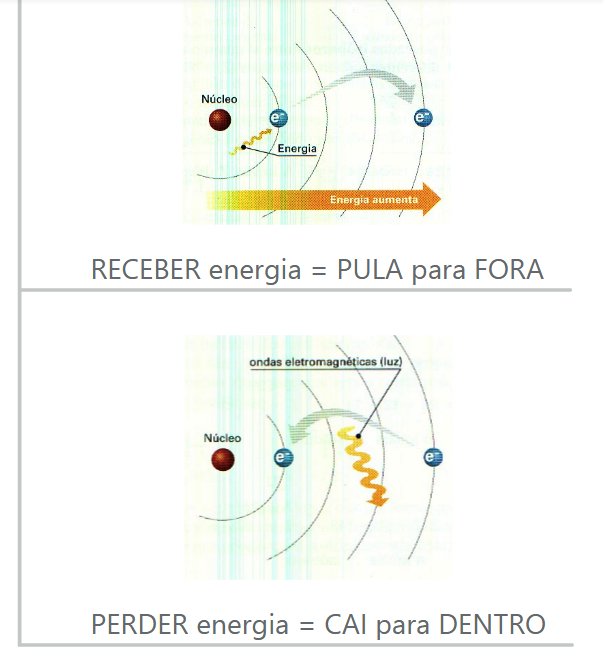 Núcleo
e⁻
e⁻
Energia
Energia aumenta
RECEBER energia = PULA para FORA
ondas eletromagnéticas (luz)
Núcleo
e⁻
e⁻
PERDER energia = CAI para DENTRO